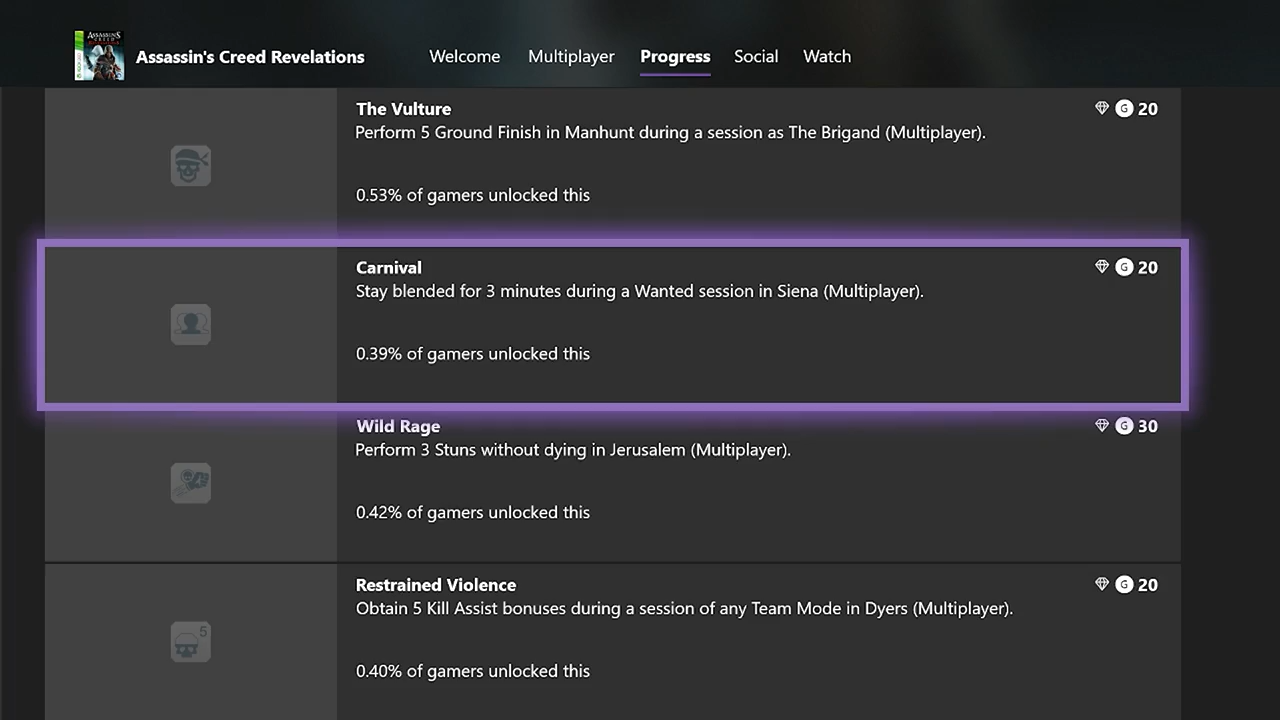 Assassin's Creed Revelations
Welcome
Multiplayer
Progress
Social
Watch
The Vulture
G 20
Perform 5 Ground Finish in Manhunt during a session as The Brigand (Multiplayer).
0.53% of gamers unlocked this
Carnival
G 20
Stay blended for 3 minutes during a Wanted session in Siena (Multiplayer).
0.39% of gamers unlocked this
Wild Rage
G 30
Perform 3 Stuns without dying in Jerusalem (Multiplayer).
0.42% of gamers unlocked this
Restrained Violence
G 20
5
Obtain 5 Kill Assist bonuses during a session of any Team Mode in Dyers (Multiplayer).
0.40% of gamers unlocked this